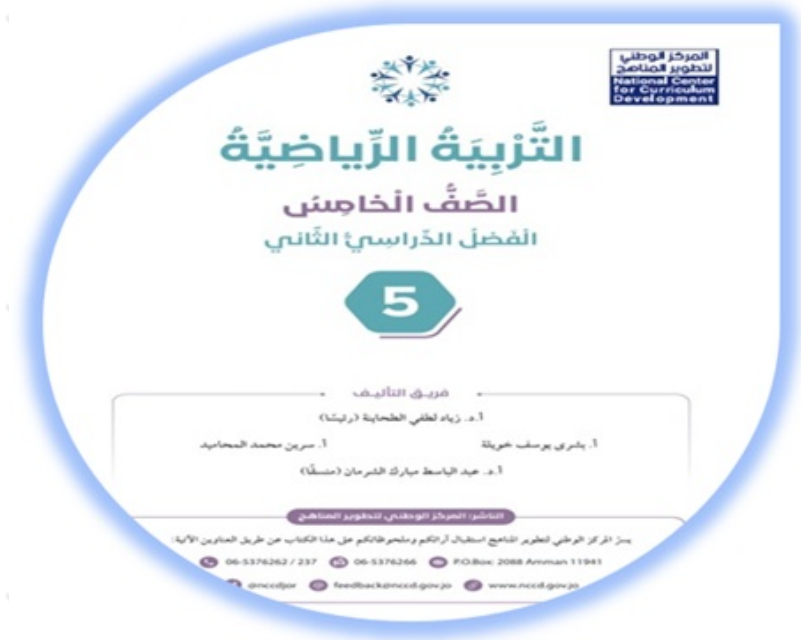 المركز الوطني
لتطوير المناهج
National Center
for Curriculum
Development
التَّرْبِيَةُ الرِّياضِيَّةُ
الصَّفُّ الْخامِسُ
الْفَصْلُ الدِّراسِيُّ الثّاني
5
فريق التأليف
أ.د. زياد لطفي الطحاينة (رئيسًا)
أ. بشرى يوسف حويلة أ. سرين محمد المحاميد
أ.د. عبد الباسط مبارك الشرمان (منسقًا)
الناشر: المركز الوطني لتطوير المناهج
يسرّ المركز الوطني لتطوير المناهج استقبال آرائكم وملحوظاتكم على هذا الكتاب عن طريق العناوين الآتية:
06-5376262 / 237 06-5376266 P.O.Box: 2088 Amman 11941
@nccdjor feedback@nccd.gov.jo www.nccd.gov.jo